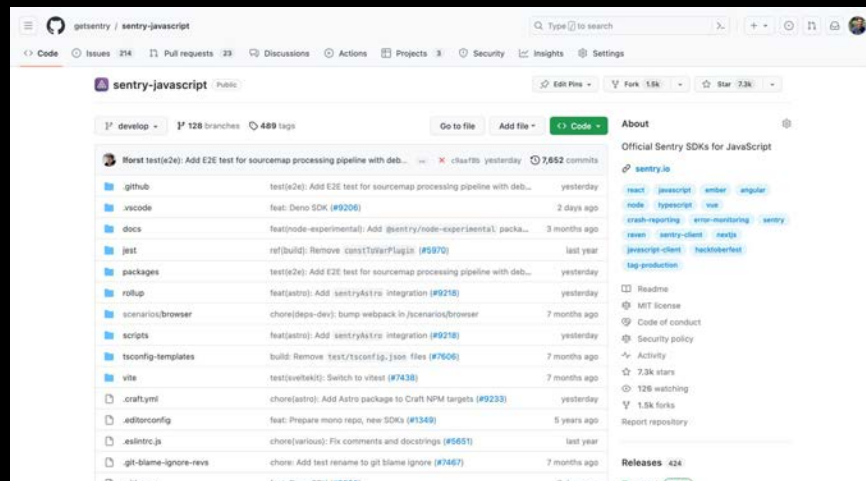 getsentry / sentry-javascript
Type / to search
Code Issues 214 Pull requests 23 Discussions Actions Projects 3 Security Insights Settings
sentry-javascript Public
Edit Pins Fork 1.5k Star 7.3k
develop 128 branches 489 tags Go to file Add file Code
lforst test(e2e): Add E2E test for sourcemap processing pipeline with deb... yesterday 7,652 commits
.github test(e2e): Add E2E test for sourcemap processing pipeline with deb... yesterday
.vscode feat: Deno SDK (#9206) 2 days ago
docs feat(node-experimental): Add @sentry/node-experimental packa... 3 months ago
jest ref(build): Remove constToVarPlugin (#5970) last year
packages test(e2e): Add E2E test for sourcemap processing pipeline with deb... yesterday
rollup feat(astro): Add sentryAstro integration (#9218) yesterday
scenarios/browser chore(deps-dev): bump webpack in /scenarios/browser 7 months ago
scripts feat(astro): Add sentryAstro integration (#9218) yesterday
tsconfig-templates build: Remove test/tsconfig.json files (#7606) 7 months ago
vite test(sveltekit): Switch to vitest (#7438) 7 months ago
.craft.yml chore(astro): Add Astro package to Craft NPM targets (#9233) yesterday
.editorconfig feat: Prepare mono repo, new SDKs (#1349) 5 years ago
.eslintrc.js chore(various): Fix comments and docstrings (#5651) last year
.git-blame-ignore-revs chore: Add test rename to git blame ignore (#7467) 7 months ago
About
Official Sentry SDKs for JavaScript
sentry.io
react javascript ember angular
node typescript vue
crash-reporting error-monitoring sentry
raven sentry-client nextjs
javascript-client hacktoberfest
tag-production
Readme
MIT license
Code of conduct
Security policy
Activity
7.3k stars
126 watching
1.5k forks
Report repository
Releases 424